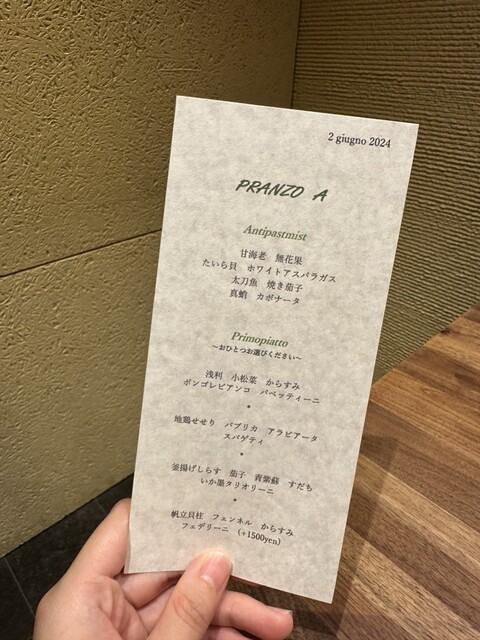 2 giugno 2024
PRANZO A
Antipastmist
甘海老　無花果
たいら貝　ホワイトアスパラガス
太刀魚　焼き茄子
真蛸　カポナータ
Primopiatto
〜おひとつお選びください〜
浅利　小松菜　からすみ
ボンゴレビアンコ　バベッティーニ
*
地鶏せせり　パプリカ　アラビアータ
スパゲティ
*
釜揚げしらす　茄子　青紫蘇　すだち
いか墨タリオリーニ
*
帆立貝柱　フェンネル　からすみ
フェデリーニ　(+1500yen)